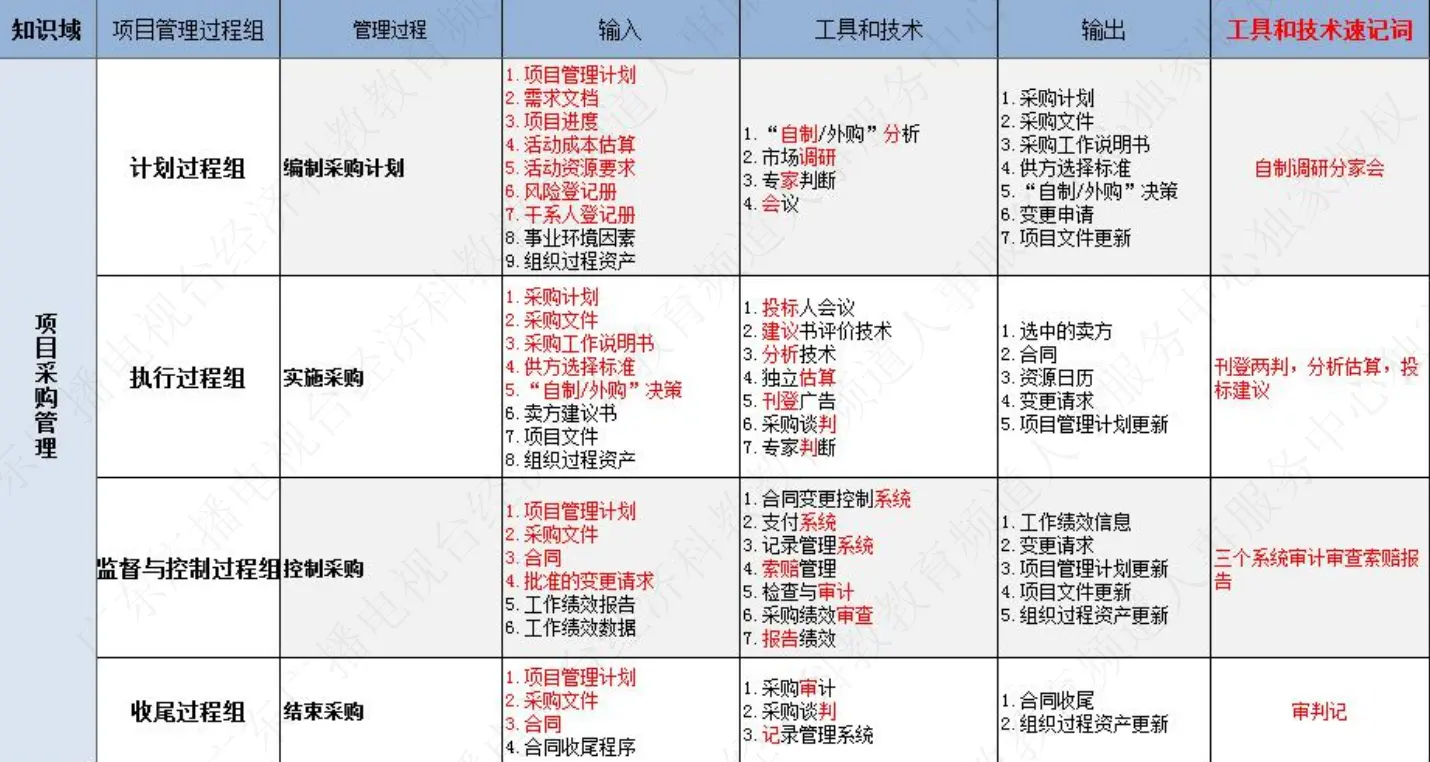 知识域 项目管理过程组 管理过程 输入 工具和技术 输出 工具和技术速记词
项目采购管理
计划过程组
编制采购计划
1. 项目管理计划
2. 需求文档
3. 项目进度
4. 活动成本估算
5. 活动资源要求
6. 风险登记册
7. 干系人登记册
8. 事业环境因素
9. 组织过程资产
1. “自制/外购”分析
2. 市场调研
3. 专家判断
4. 会议
1. 采购计划
2. 采购文件
3. 采购工作说明书
4. 供方选择标准
5. “自制/外购”决策
6. 变更申请
7. 项目文件更新
自制调研分家会
执行过程组
实施采购
1. 采购计划
2. 采购文件
3. 采购工作说明书
4. 供方选择标准
5. “自制/外购”决策
6. 卖方建议书
7. 项目文件
8. 组织过程资产
1. 投标人会议
2. 建议书评价技术
3. 分析技术
4. 独立估算
5. 刊登广告
6. 采购谈判
7. 专家判断
1. 选中的卖方
2. 合同
3. 资源日历
4. 变更请求
5. 项目管理计划更新
刊登两判，分析估算，投
标建议
监督与控制过程组
控制采购
1. 项目管理计划
2. 采购文件
3. 合同
4. 批准的变更请求
5. 工作绩效报告
6. 工作绩效数据
1. 合同变更控制系统
2. 支付系统
3. 记录管理系统
4. 索赔管理
5. 检查与审计
6. 采购绩效审查
7. 报告绩效
1. 工作绩效信息
2. 变更请求
3. 项目管理计划更新
4. 项目文件更新
5. 组织过程资产更新
三个系统审计审查索赔报
告
收尾过程组
结束采购
1. 项目管理计划
2. 采购文件
3. 合同
4. 合同收尾程序
1. 采购审计
2. 采购谈判
3. 记录管理系统
1. 合同收尾
2. 组织过程资产更新
审判记